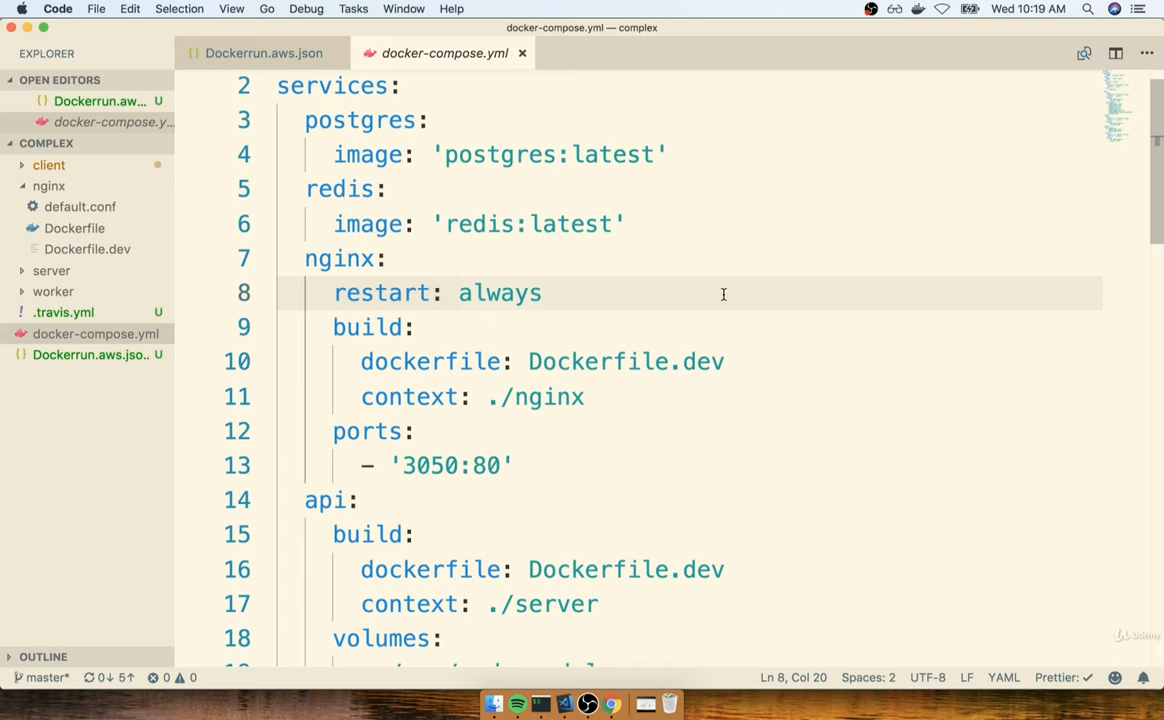 Code File Edit Selection View Go Debug Tasks Window Help Wed 10:19 AM
docker-compose.yml — complex
EXPLORER
Dockerrun.aws.json
docker-compose.yml
OPEN EDITORS
Dockerrun.aw... U
docker-compose.y...
COMPLEX
client
nginx
default.conf
Dockerfile
Dockerfile.dev
server
worker
.travis.yml U
docker-compose.yml
Dockerrun.aws.jso.. U
OUTLINE
2 services:
3 postgres:
4 image: 'postgres:latest'
5 redis:
6 image: 'redis:latest'
7 nginx:
8 restart: always
9 build:
10 dockerfile: Dockerfile.dev
11 context: ./nginx
12 ports:
13 - '3050:80'
14 api:
15 build:
16 dockerfile: Dockerfile.dev
17 context: ./server
18 volumes:
Udemy
master* 0↓ 5↑ 0 0 Ln 8, Col 20 Spaces: 2 UTF-8 LF YAML Prettier: ✓